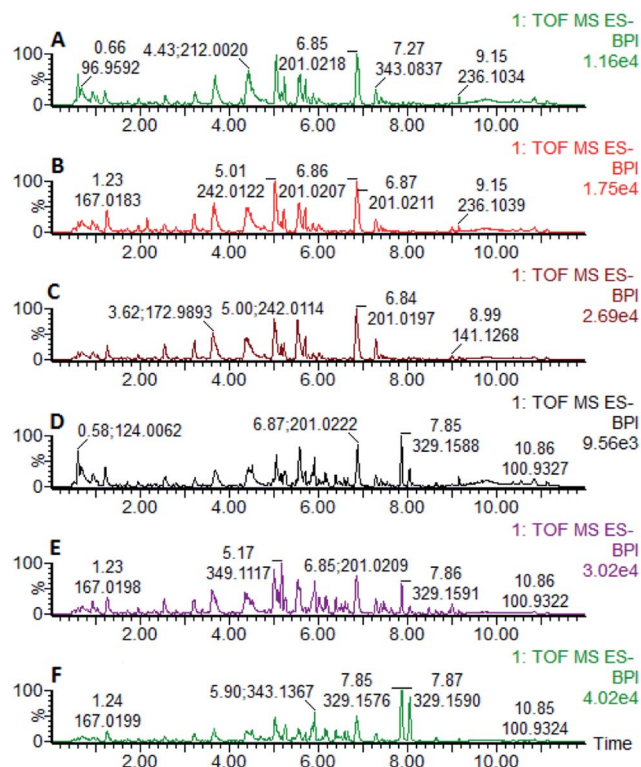 A
0.66
96.9592
4.43;212.0020
6.85
201.0218
7.27
343.0837
9.15
236.1034
1: TOF MS ES-
BPI
1.16e4
100
%
0
2.00 4.00 6.00 8.00 10.00
B
1.23
167.0183
5.01
242.0122
6.86
201.0207
6.87
201.0211
9.15
236.1039
1: TOF MS ES-
BPI
1.75e4
100
%
0
2.00 4.00 6.00 8.00 10.00
C
3.62;172.9893
5.00;242.0114
6.84
201.0197
8.99
141.1268
1: TOF MS ES-
BPI
2.69e4
100
%
0
2.00 4.00 6.00 8.00 10.00
D
0.58;124.0062
6.87;201.0222
7.85
329.1588
10.86
100.9327
1: TOF MS ES-
BPI
9.56e3
100
%
0
2.00 4.00 6.00 8.00 10.00
E
1.23
167.0198
5.17
349.1117
6.85;201.0209
7.86
329.1591
10.86
100.9322
1: TOF MS ES-
BPI
3.02e4
100
%
0
2.00 4.00 6.00 8.00 10.00
F
1.24
167.0199
5.90;343.1367
7.85
329.1576
7.87
329.1590
10.85
100.9324
1: TOF MS ES-
BPI
4.02e4
100
%
0
Time
2.00 4.00 6.00 8.00 10.00